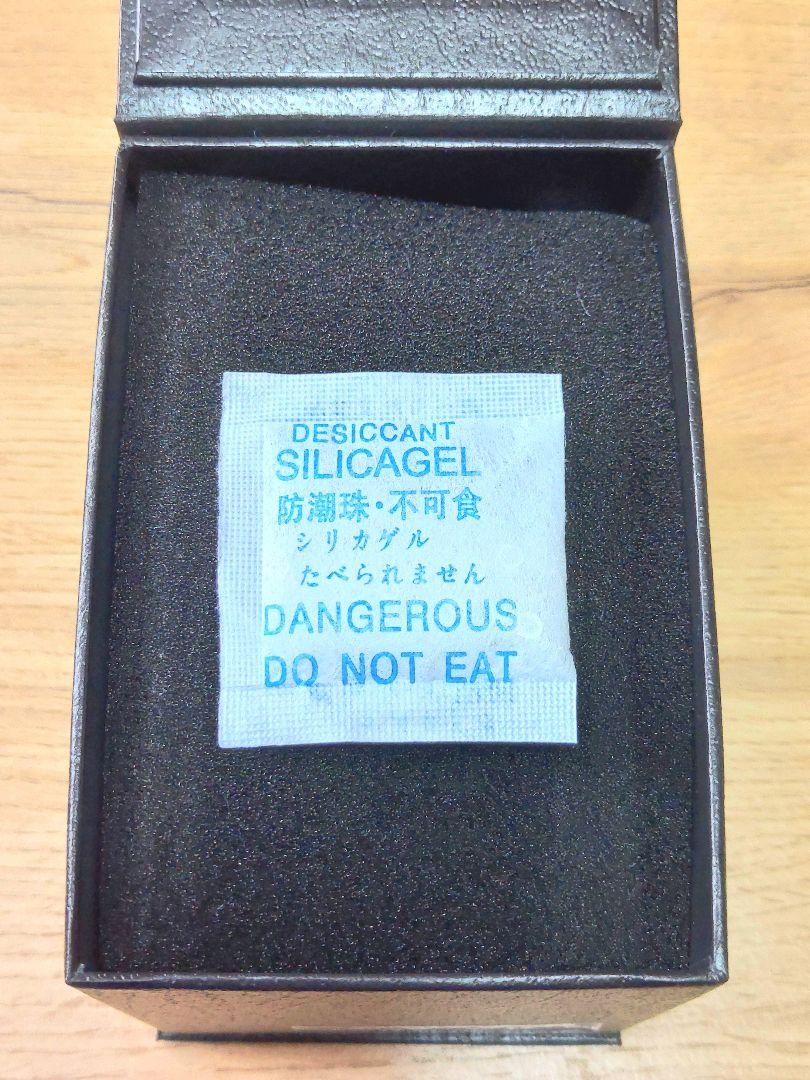 DESICCANT
SILICAGEL
防潮珠·不可食
シリカゲル
たべられません
DANGEROUS
DO NOT EAT